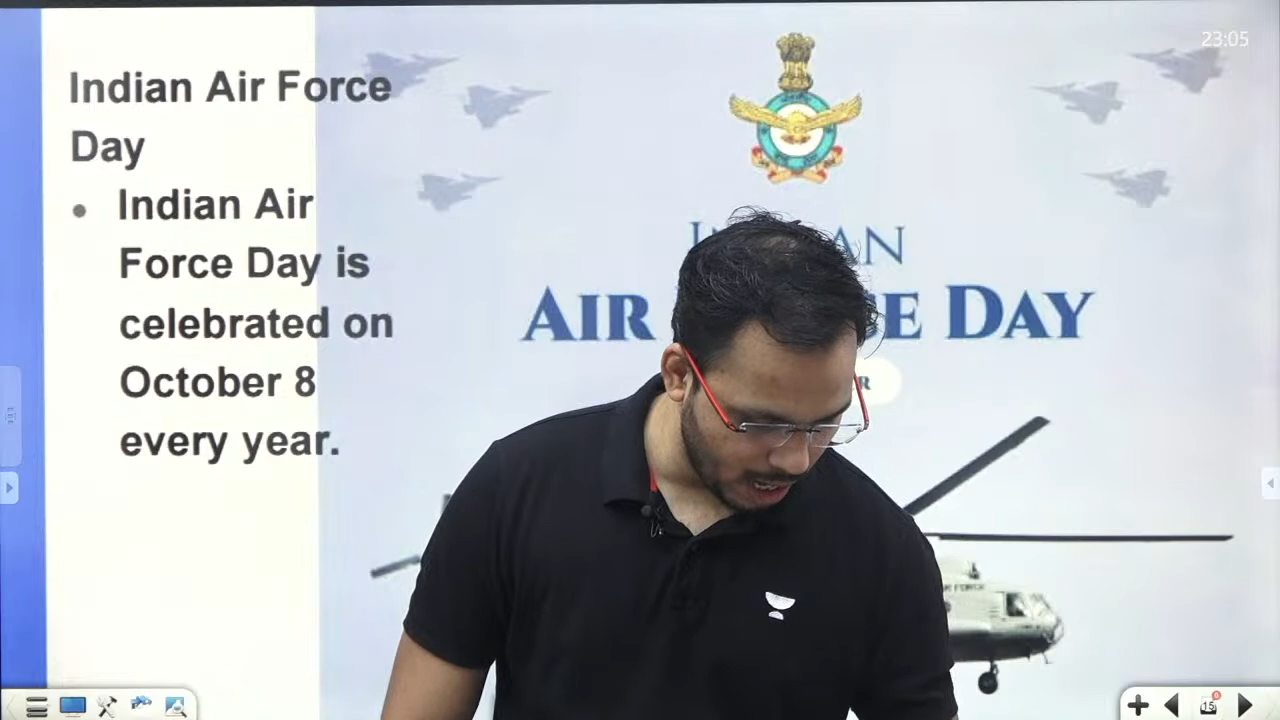 Indian Air Force
Day
• Indian Air
Force Day is
celebrated on
October 8
every year.
23:05
AIR
DAY
15